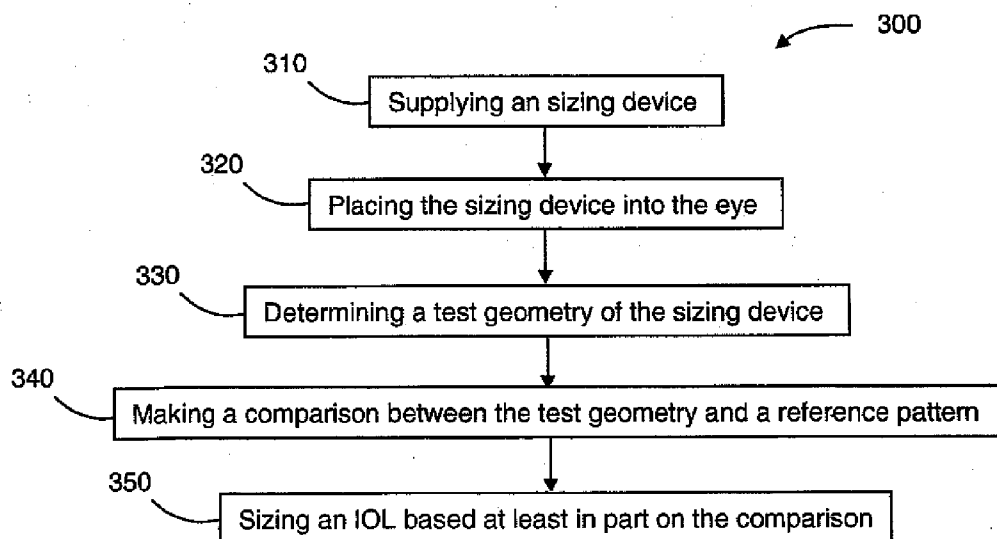 300
310
Supplying an sizing device
320
Placing the sizing device into the eye
330
Determining a test geometry of the sizing device
340
Making a comparison between the test geometry and a reference pattern
350
Sizing an IOL based at least in part on the comparison